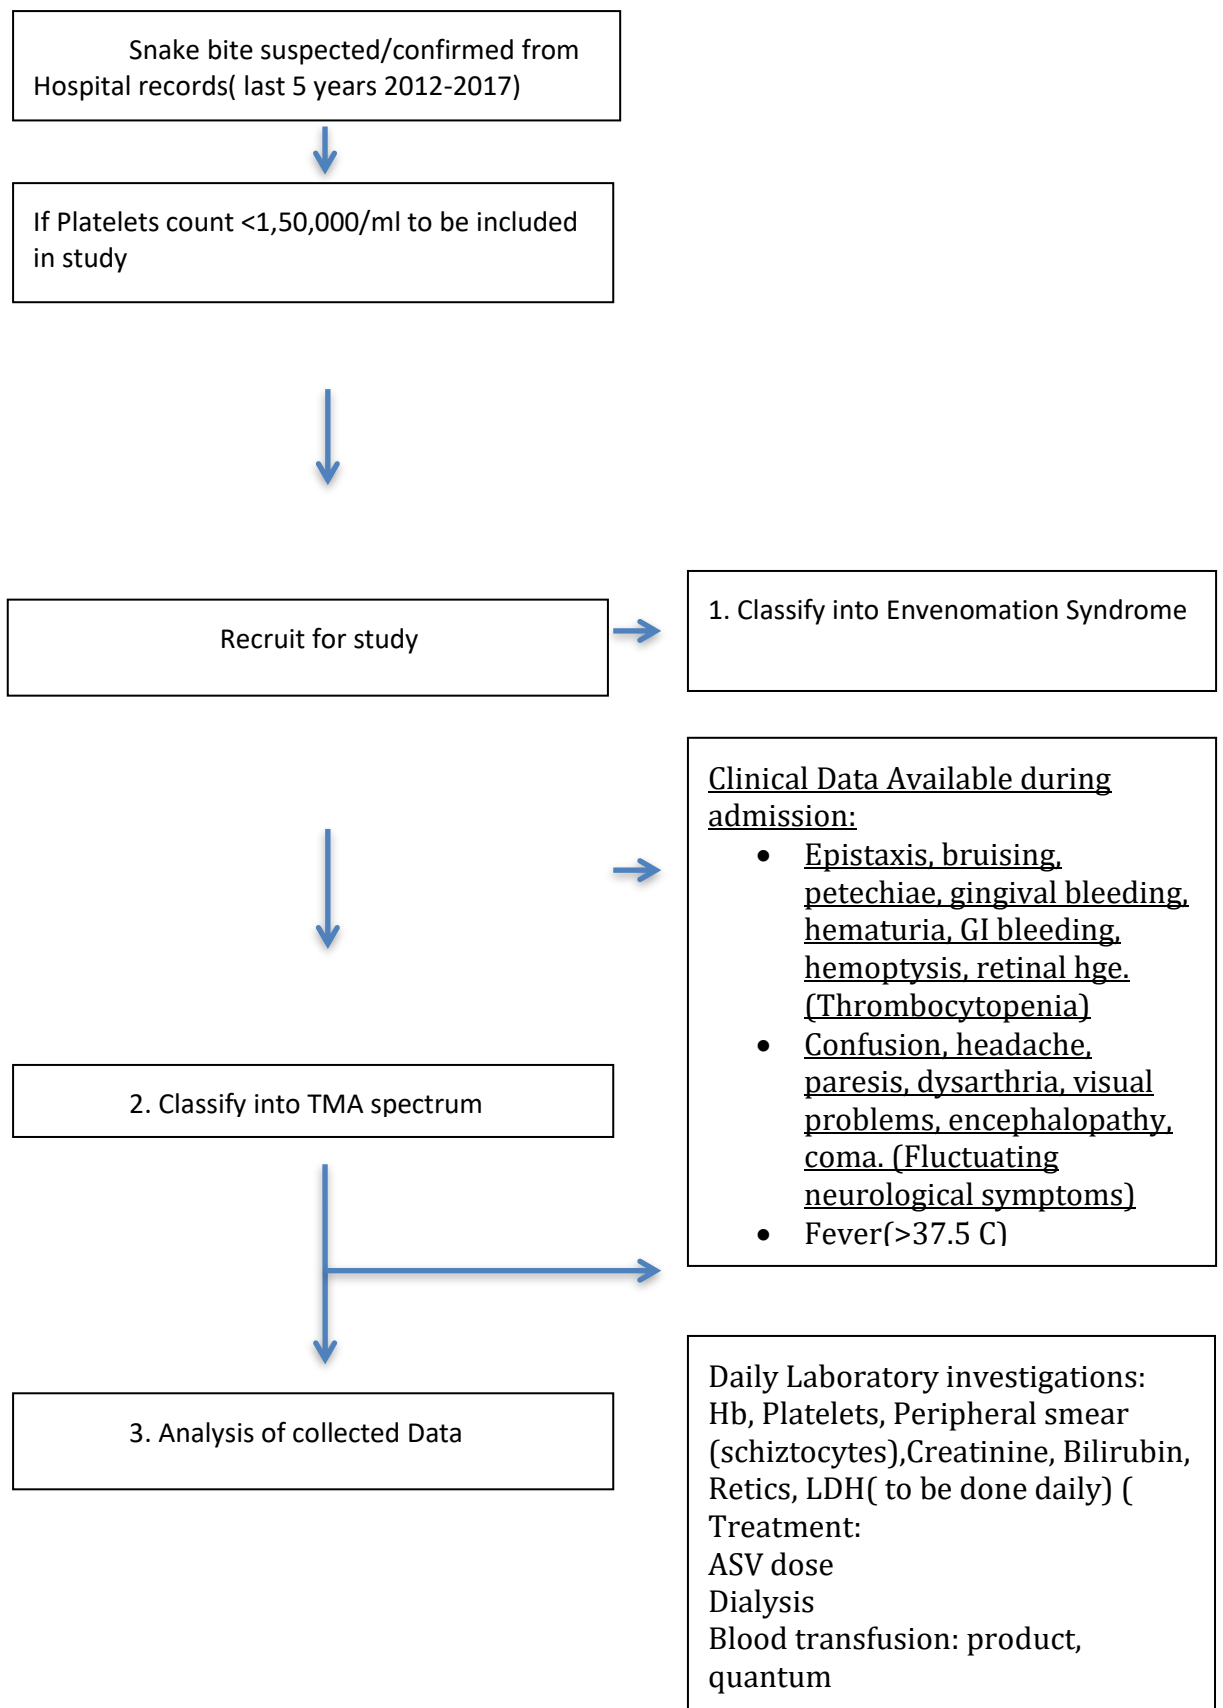 Snake bite suspected/confirmed from
Hospital records( last 5 years 2012-2017)
If Platelets count <1,50,000/ml to be included
in study
Recruit for study
1. Classify into Envenomation Syndrome
Clinical Data Available during
admission:
• Epistaxis, bruising,
petechiae, gingival bleeding,
hematuria, GI bleeding,
hemoptysis, retinal hge.
(Thrombocytopenia)
• Confusion, headache,
paresis, dysarthria, visual
problems, encephalopathy,
coma. (Fluctuating
neurological symptoms)
• Fever(>37.5 C)
2. Classify into TMA spectrum
3. Analysis of collected Data
Daily Laboratory investigations:
Hb, Platelets, Peripheral smear
(schiztocytes),Creatinine, Bilirubin,
Retics, LDH( to be done daily) (
Treatment:
ASV dose
Dialysis
Blood transfusion: product,
quantum